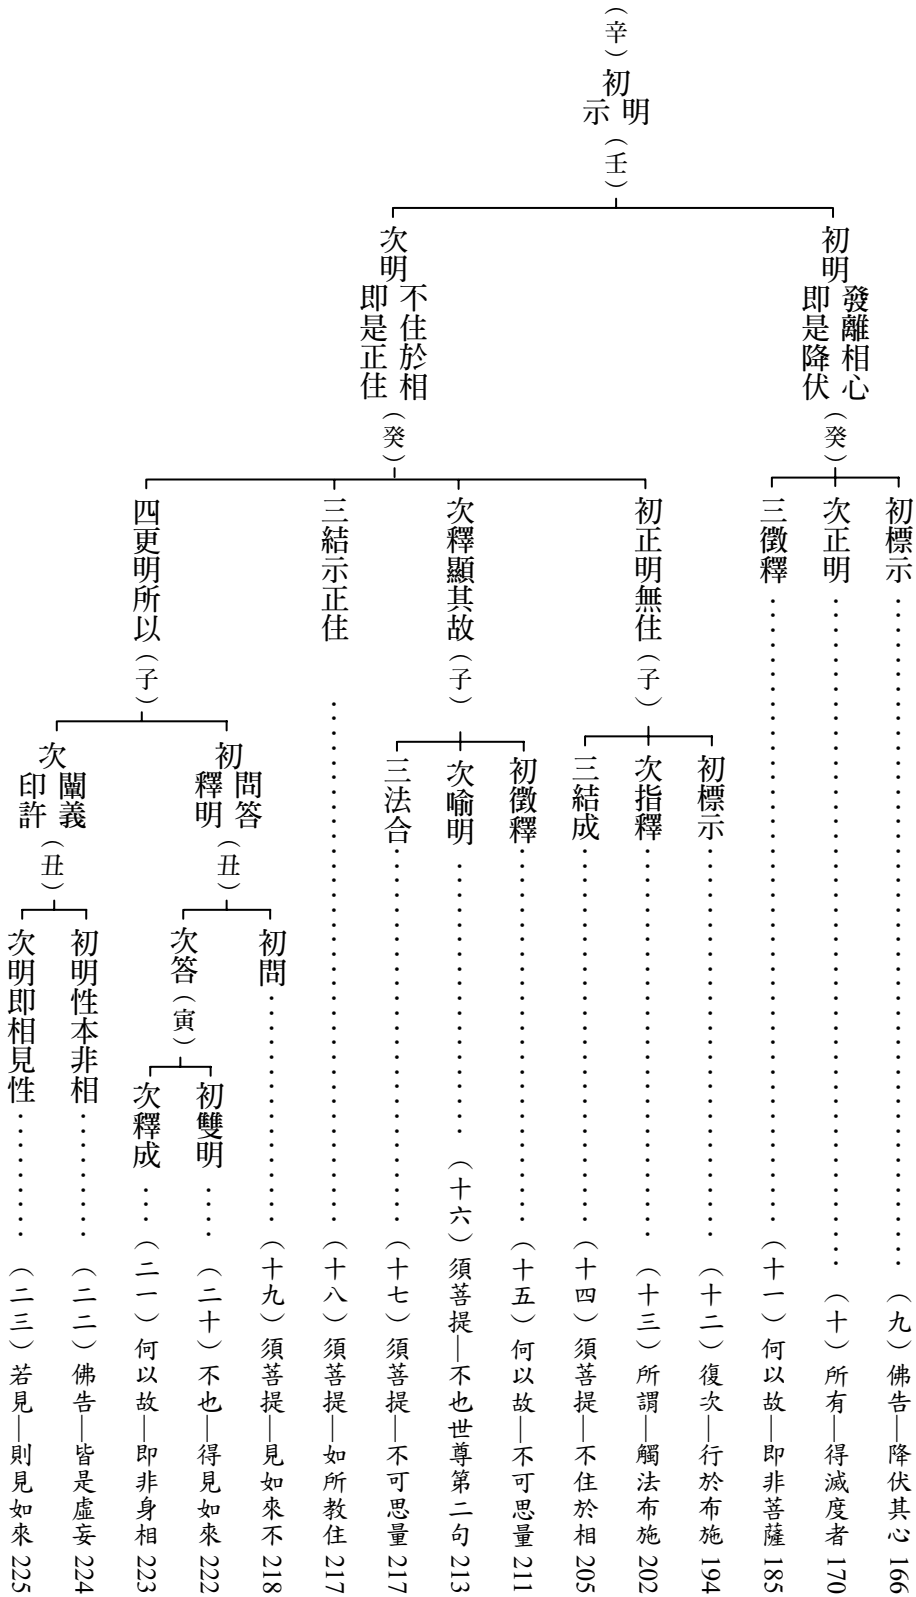 （辛）初明示（壬）
初明發離相心即是降伏（癸）
初標示……（九）佛告—降伏其心 166
次正明……（十）所有—得滅度者 170
三徵釋……（十一）何以故—即非菩薩 185
次明不住於相即是正住（癸）
初正明無住（子）
初標示……（十二）復次—行於布施 194
次指釋……（十三）所謂—觸法布施 202
三結成……（十四）須菩提—不住於相 205
次釋顯其故（子）
初徵釋……（十五）何以故—不可思量 211
次喻明……（十六）須菩提—不也世尊第二句 213
三法合……（十七）須菩提—不可思量 217
三結示正住……（十八）須菩提—如所教住 217
四更明所以（子）
初問答釋明（丑）
初問……（十九）須菩提—見如來不 218
次答（寅）
初雙明……（二十）不也—得見如來 222
次釋成……（二一）何以故—即非身相 223
次闡義印許（丑）
初明性本非相……（二二）佛告—皆是虛妄 224
次明即相見性……（二三）若見—則見如來 225